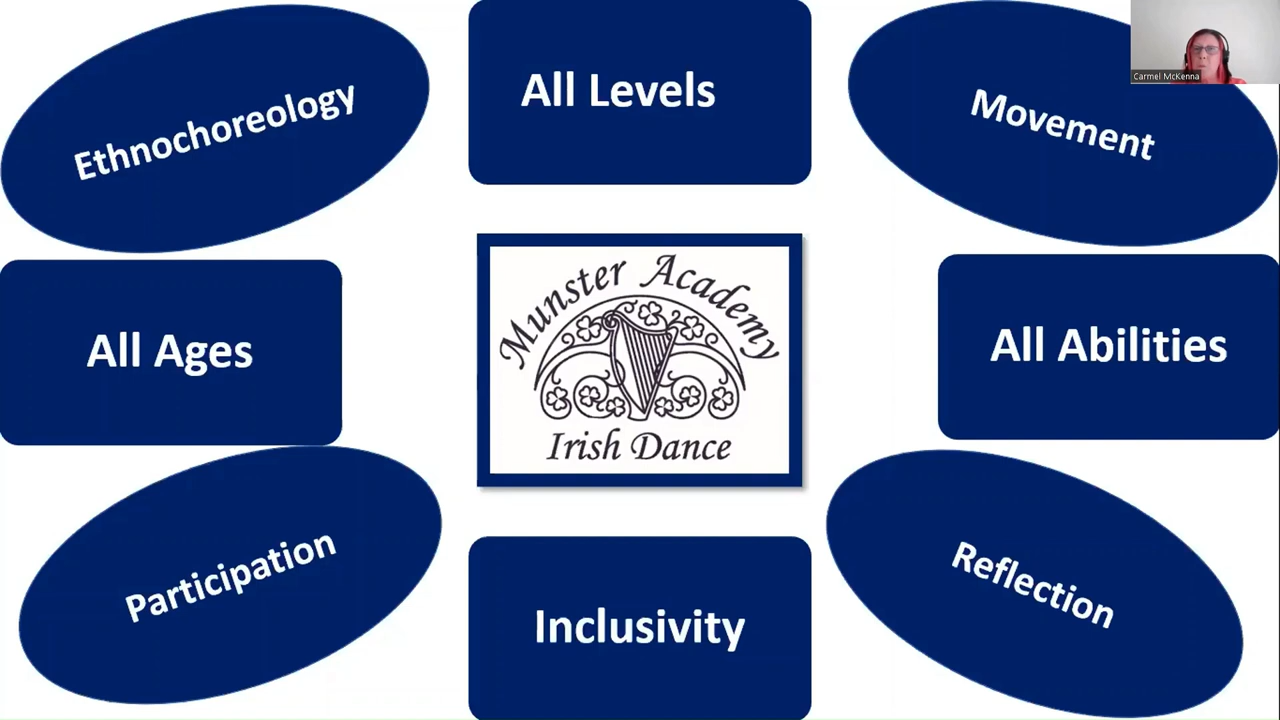 Ethnochoreology
All Levels
Movement
Carmel McKenna
All Ages
Munster Academy
Irish Dance
All Abilities
Participation
Inclusivity
Reflection